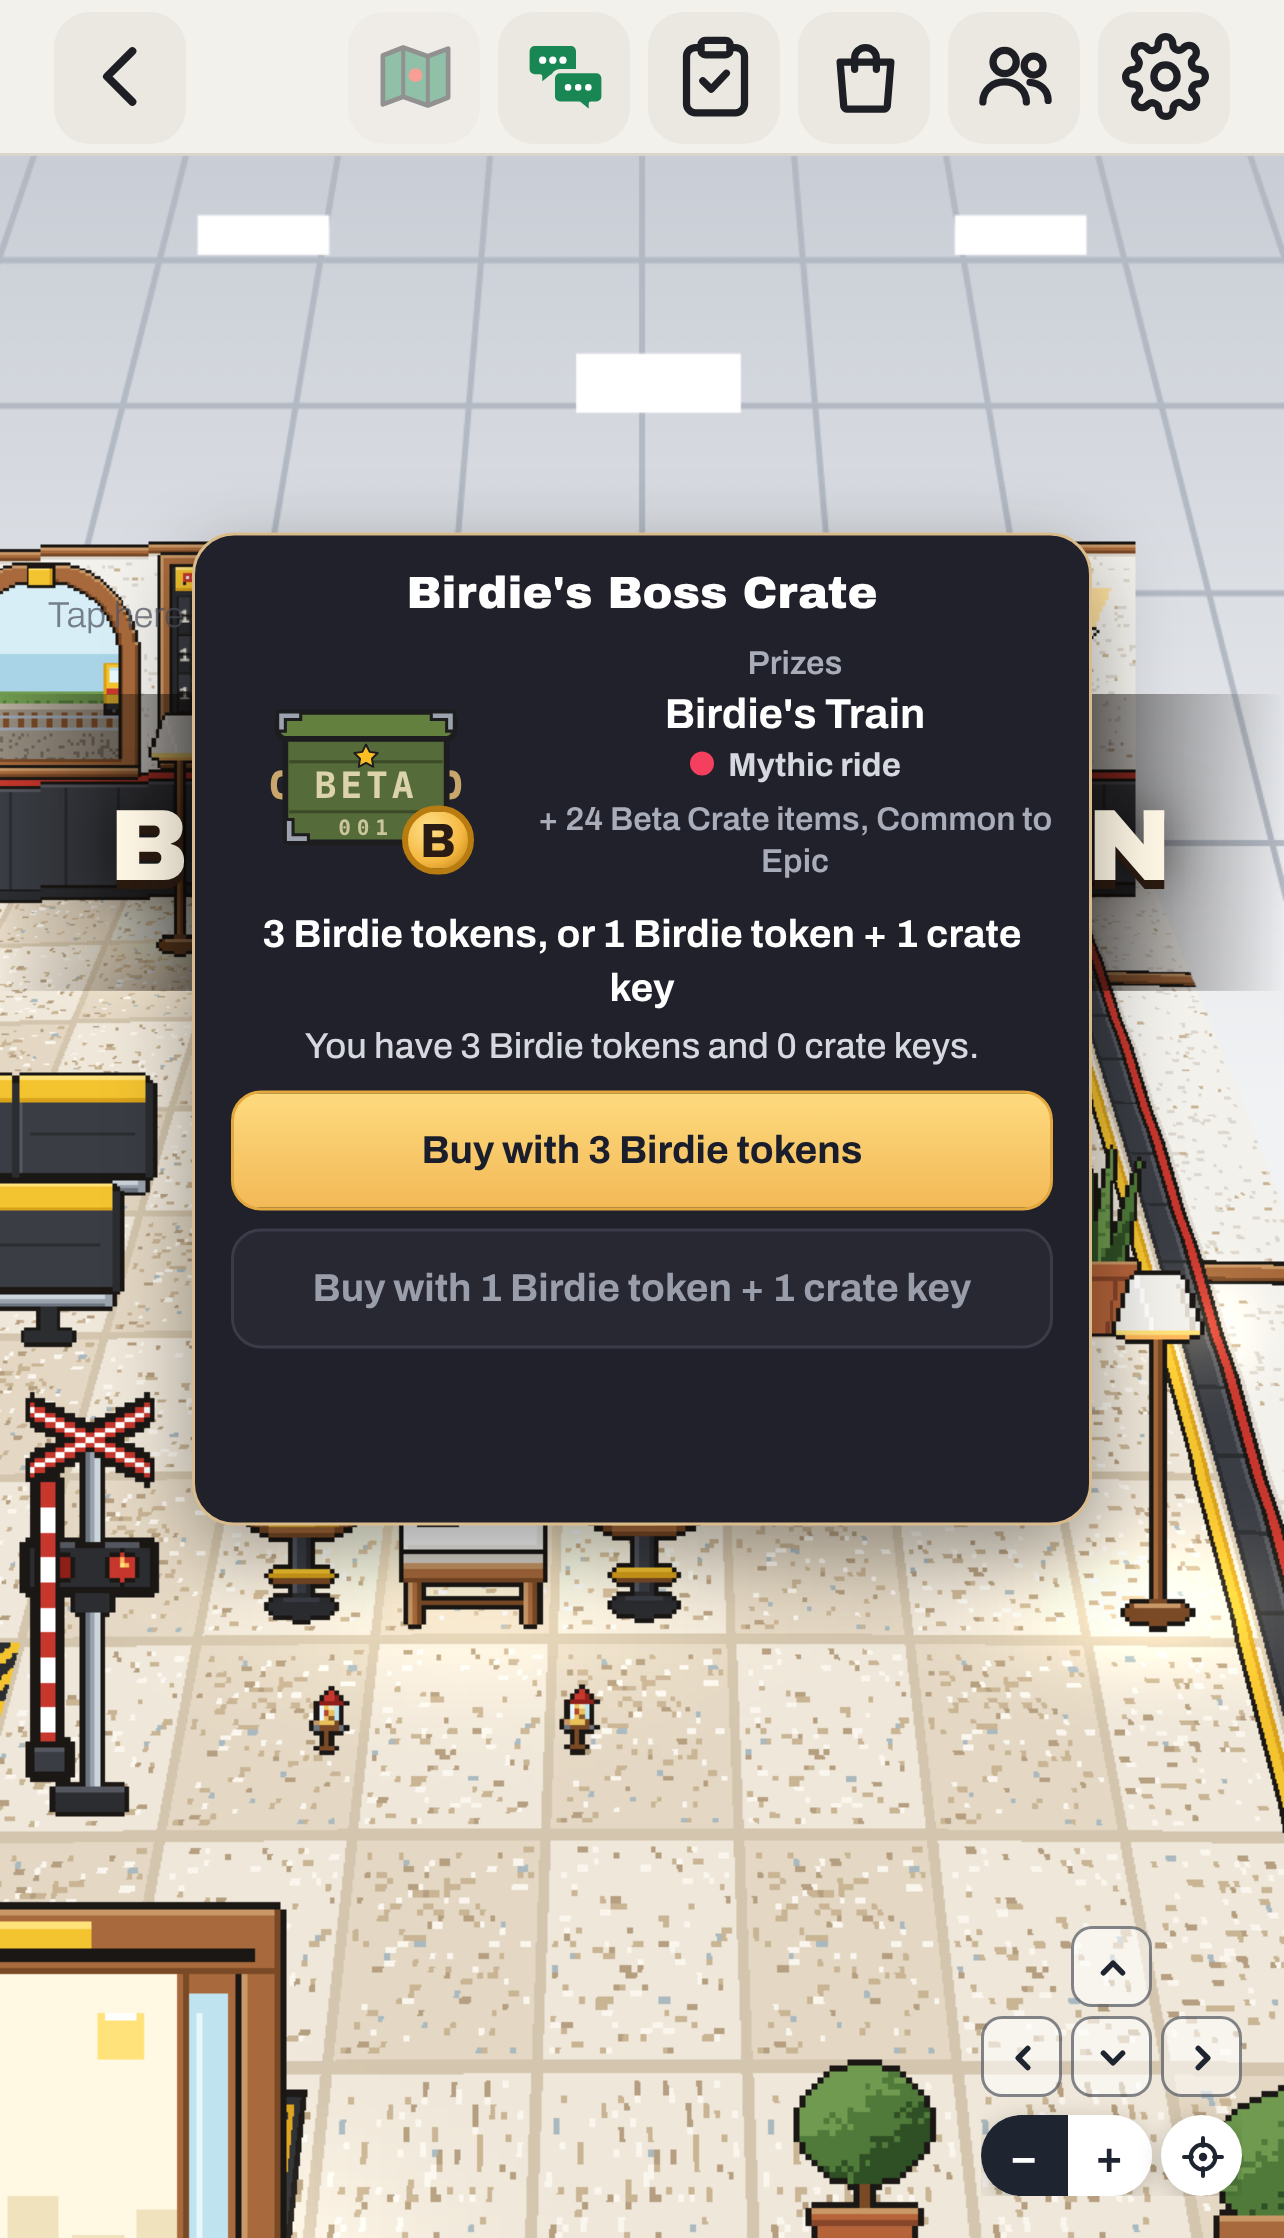 Birdie's Boss Crate
Tap here
Prizes
Birdie's Train
Mythic ride
BETA
001
B
+ 24 Beta Crate items, Common to
Epic
B
N
3 Birdie tokens, or 1 Birdie token + 1 crate
key
You have 3 Birdie tokens and 0 crate keys.
Buy with 3 Birdie tokens
Buy with 1 Birdie token + 1 crate key